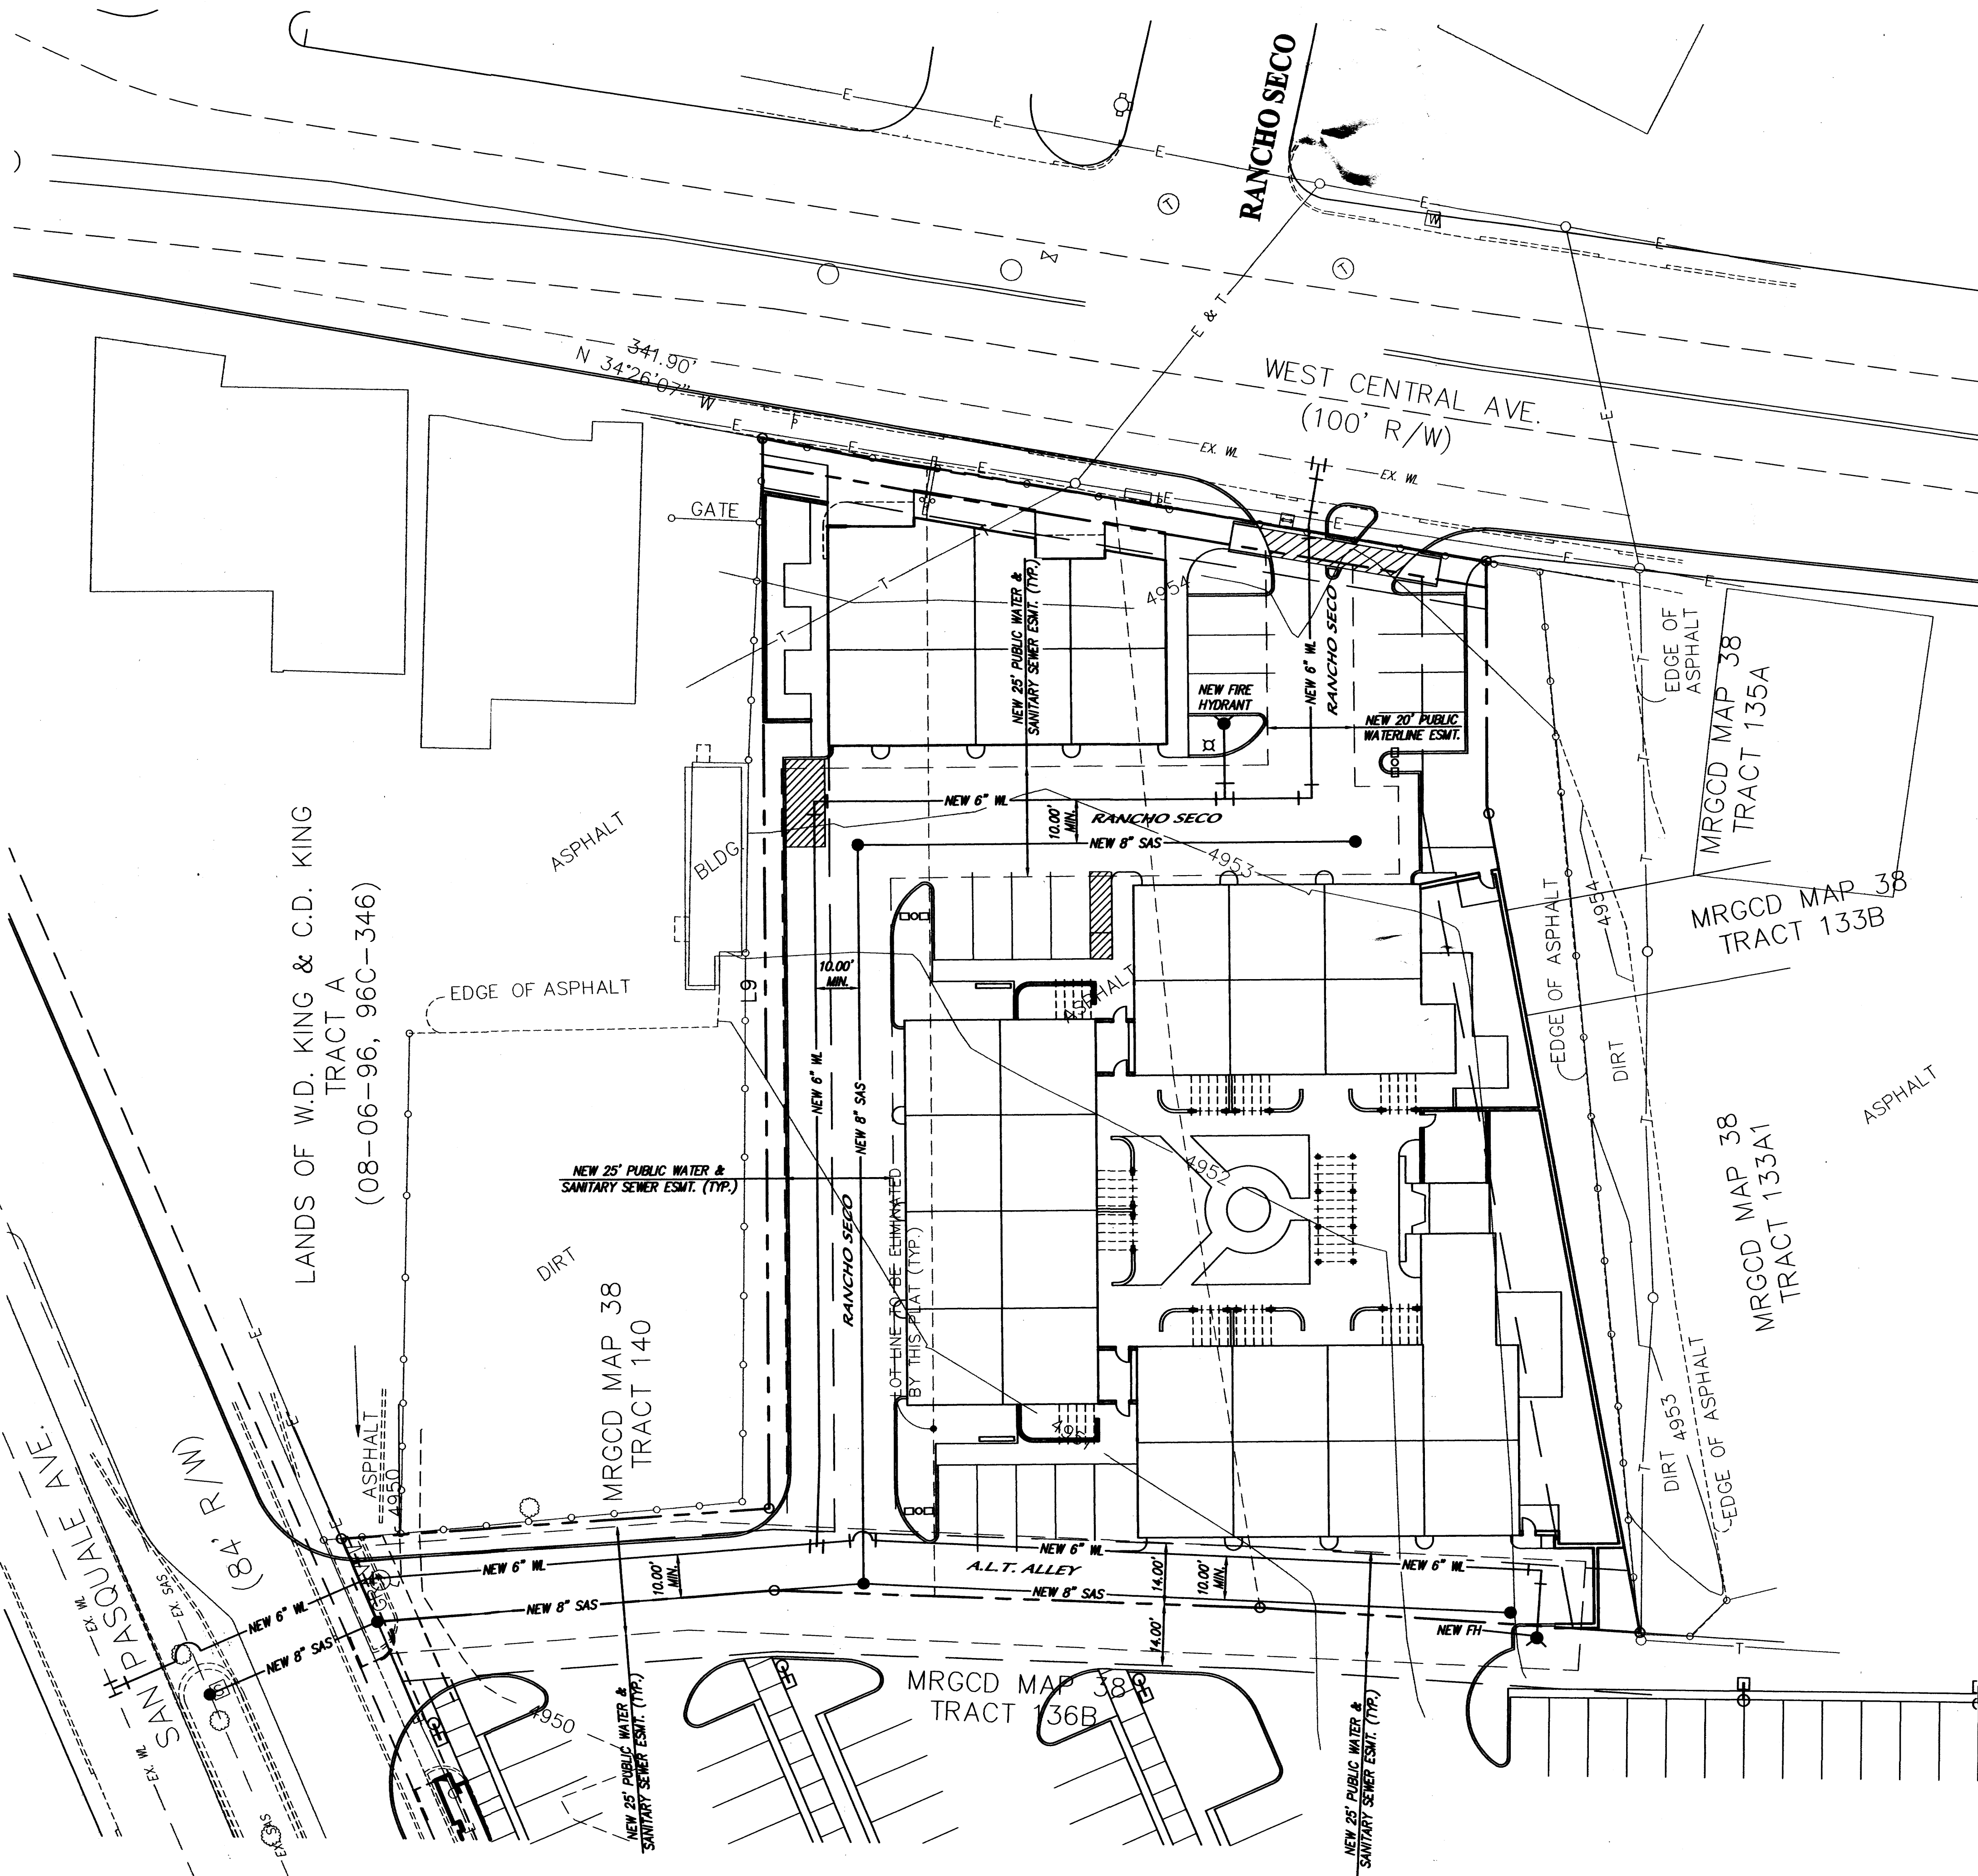 RANCHO SECO
E
E
E
E
W
E
T
T
E & T
E
341.90'
N 34°26'07" W
WEST CENTRAL AVE.
(100' R/W)
EX. WL
EX. WL
E
E
E
E
E
E
E
GATE
T
T
T
4954
NEW 25' PUBLIC WATER &
SANITARY SEWER ESMT. (TYP.)
NEW 6" WL
RANCHO SECO
NEW FIRE
HYDRANT
NEW 20' PUBLIC
WATERLINE ESMT.
EDGE OF
ASPHALT
MRGCD MAP 38
TRACT 135A
T
T
T
NEW 6" WL
10.00'
MIN.
RANCHO SECO
NEW 8" SAS
4953
ASPHALT
BLDG.
LANDS OF W.D. KING & C.D. KING
TRACT A
(08-06-96, 96C-346)
EDGE OF ASPHALT
L9
10.00'
MIN.
ASPHALT
EDGE OF ASPHALT
4954
MRGCD MAP 38
TRACT 133B
DIRT
ASPHALT
NEW 6" WL
NEW 8" SAS
MRGCD MAP 38
TRACT 133A1
NEW 25' PUBLIC WATER &
SANITARY SEWER ESMT. (TYP.)
RANCHO SECO
LOT LINE TO BE ELIMINATED
BY THIS PLAT (TYP.)
4952
DIRT
MRGCD MAP 38
TRACT 140
E
E
ASPHALT
4950
4951
DIRT
4953
EDGE OF ASPHALT
T
SAN PASQUALE AVE.
(84' R/W)
EX. WL
EX. SAS
NEW 6" WL
NEW 8" SAS
NEW 6" WL
10.00'
MIN.
NEW 8" SAS
NEW 6" WL
A.L.T. ALLEY
NEW 8" SAS
14.00'
14.00'
10.00'
MIN.
NEW 6" WL
NEW FH
T
EX. WL
EX. SAS
4950
NEW 25' PUBLIC WATER &
SANITARY SEWER ESMT. (TYP.)
MRGCD MAP 38
TRACT 136B
NEW 25' PUBLIC WATER &
SANITARY SEWER ESMT. (TYP.)